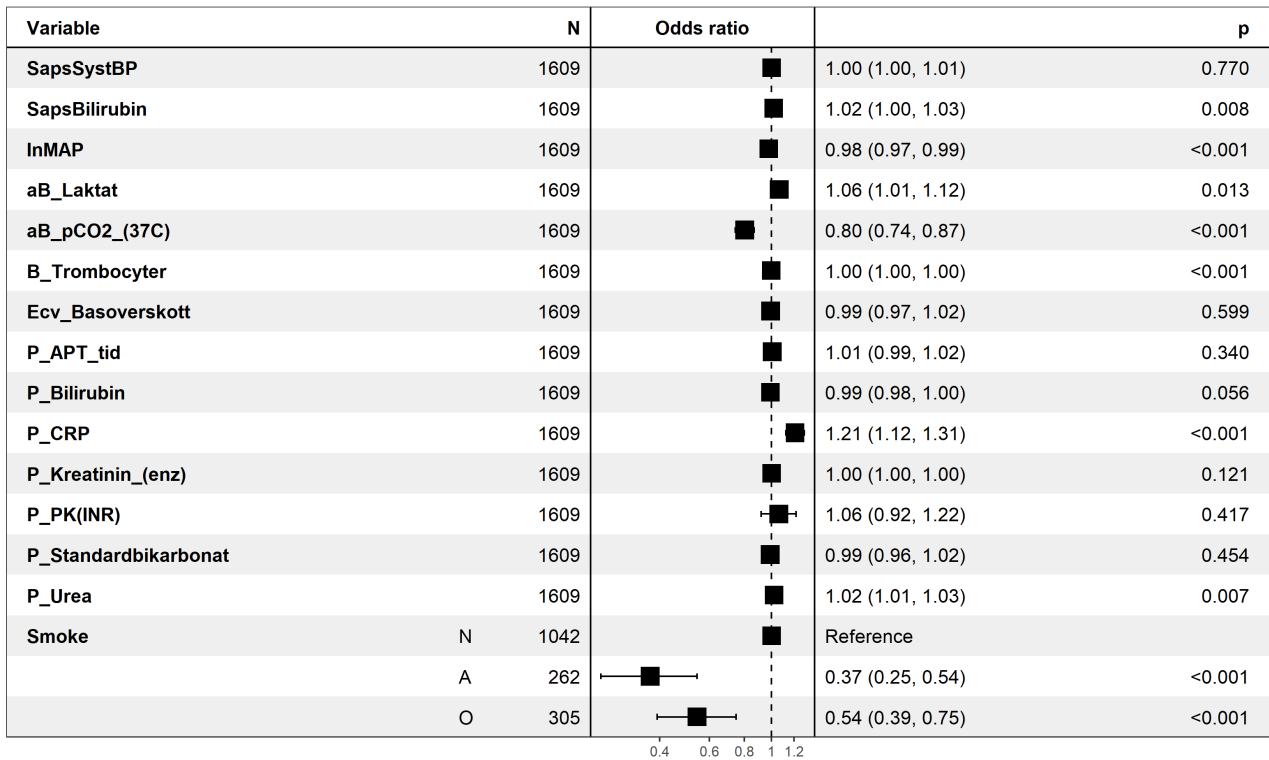 Variable N Odds ratio p
SapsSystBP 1609 1.00 (1.00, 1.01) 0.770
SapsBilirubin 1609 1.02 (1.00, 1.03) 0.008
InMAP 1609 0.98 (0.97, 0.99) <0.001
aB_Laktat 1609 1.06 (1.01, 1.12) 0.013
aB_pCO2_(37C) 1609 0.80 (0.74, 0.87) <0.001
B_Trombocyter 1609 1.00 (1.00, 1.00) <0.001
Ecv_Basoverskott 1609 0.99 (0.97, 1.02) 0.599
P_APT_tid 1609 1.01 (0.99, 1.02) 0.340
P_Bilirubin 1609 0.99 (0.98, 1.00) 0.056
P_CRP 1609 1.21 (1.12, 1.31) <0.001
P_Kreatinin_(enz) 1609 1.00 (1.00, 1.00) 0.121
P_PK(INR) 1609 1.06 (0.92, 1.22) 0.417
P_Standardbikarbonat 1609 0.99 (0.96, 1.02) 0.454
P_Urea 1609 1.02 (1.01, 1.03) 0.007
Smoke N 1042 Reference
A 262 0.37 (0.25, 0.54) <0.001
O 305 0.54 (0.39, 0.75) <0.001
0.4 0.6 0.8 1 1.2